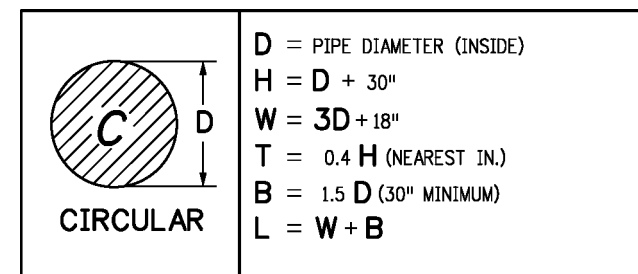 C
D
CIRCULAR
D = PIPE DIAMETER (INSIDE)
H = D + 30"
W = 3D + 18"
T = 0.4 H (NEAREST IN.)
B = 1.5 D (30" MINIMUM)
L = W + B